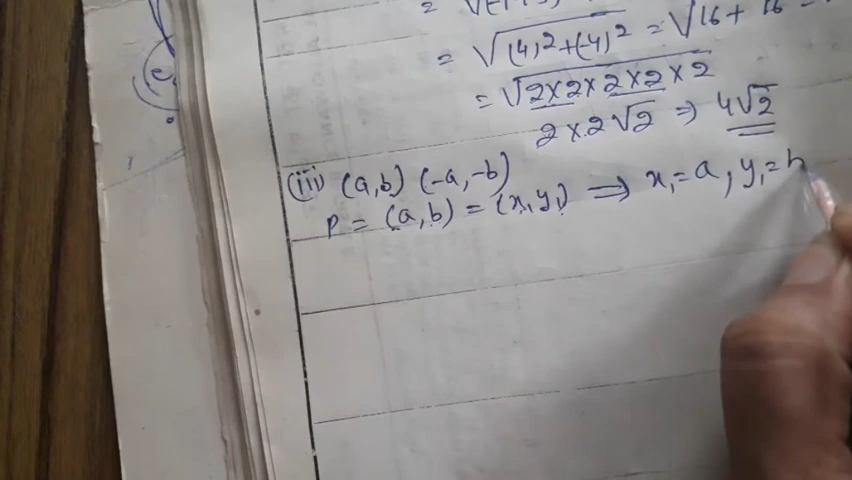 = √(4)²+(-4)² = √16 + 16
= √2×2×2×2×2
2×2√2 ⇒ 4√2
(iii) (a,b) (-a,-b)
P = (a,b) = (x₁,y₁) ⇒ x₁=a, y₁=b